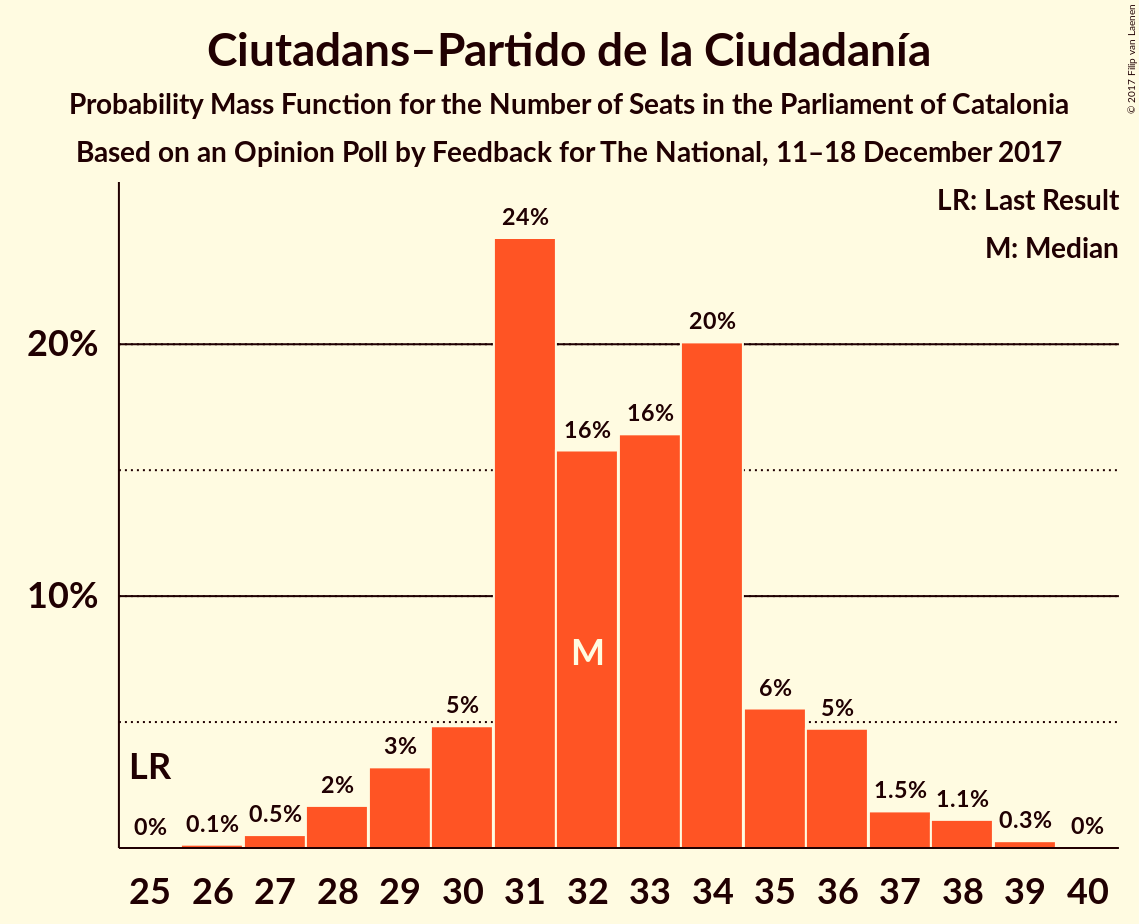 Ciutadans–Partido de la Ciudadanía
Probability Mass Function for the Number of Seats in the Parliament of Catalonia
Based on an Opinion Poll by Feedback for The National, 11–18 December 2017
© 2017 Filip van Laenen
LR: Last Result
M: Median
20%
10%
LR
M
0% 0.1% 0.5% 2% 3% 5% 24% 16% 16% 20% 6% 5% 1.5% 1.1% 0.3% 0%
25 26 27 28 29 30 31 32 33 34 35 36 37 38 39 40